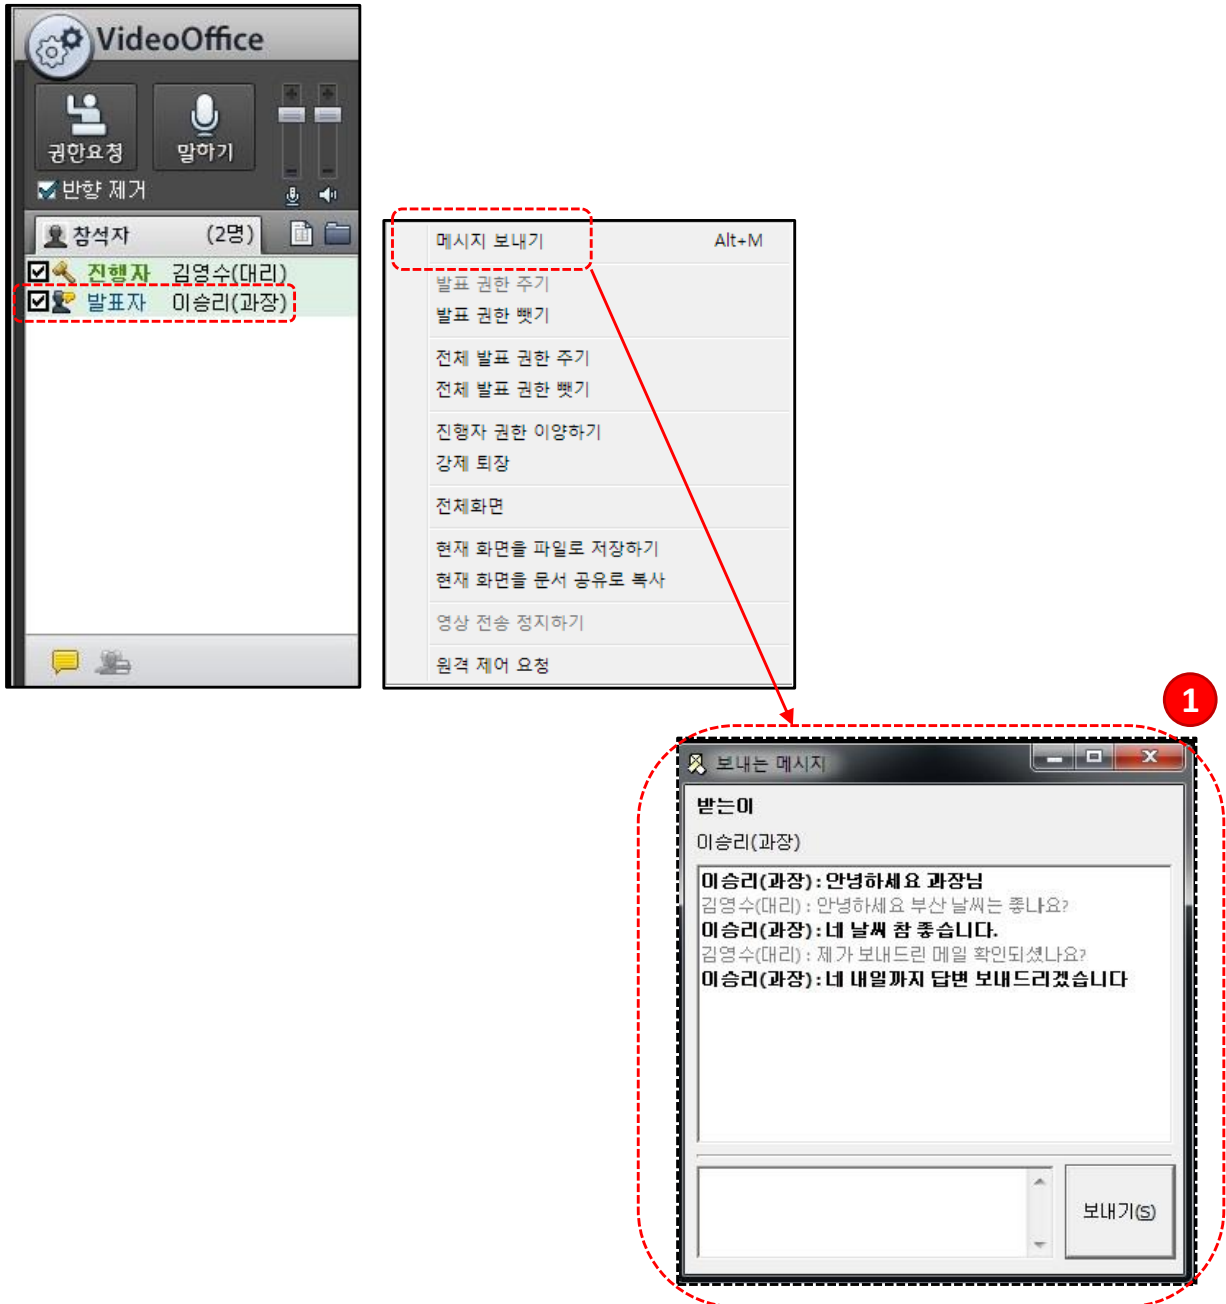 VideoOffice
권한요청 말하기
반향 제거
참석자 (2명)
진행자 김영수(대리)
발표자 이승리(과장)
메시지 보내기 Alt+M
발표 권한 주기
발표 권한 뺏기
전체 발표 권한 주기
전체 발표 권한 뺏기
진행자 권한 이양하기
강제 퇴장
전체화면
현재 화면을 파일로 저장하기
현재 화면을 문서 공유로 복사
영상 전송 정지하기
원격 제어 요청
1
보내는 메시지
받는이
이승리(과장)
이승리(과장) : 안녕하세요 과장님
김영수(대리) : 안녕하세요 부산 날씨는 좋나요?
이승리(과장) : 네 날씨 참 좋습니다.
김영수(대리) : 제가 보내드린 메일 확인되셨나요?
이승리(과장) : 네 내일까지 답변 보내드리겠습니다
보내기(S)